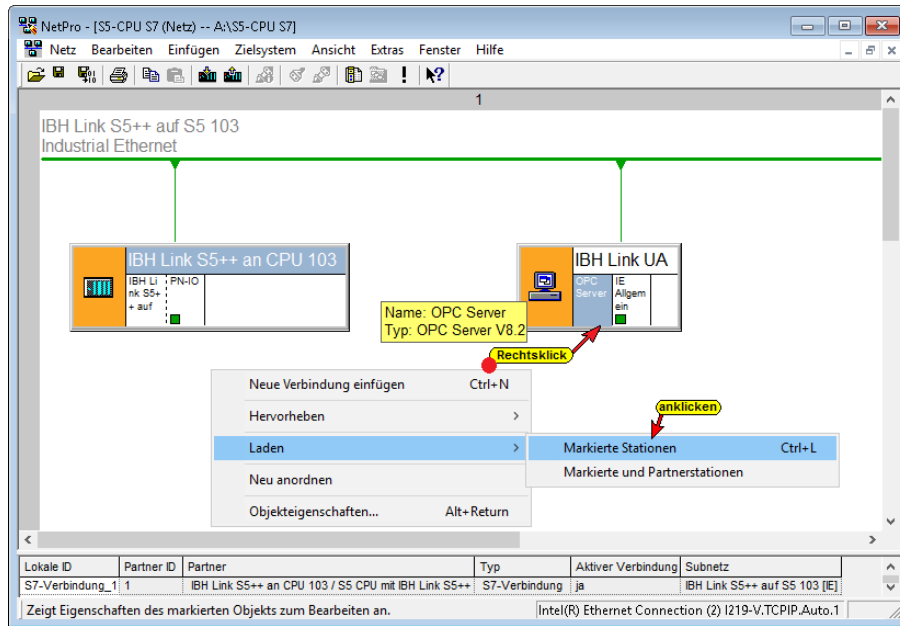 NetPro - [S5-CPU S7 (Netz) -- A:\S5-CPU S7]
Netz Bearbeiten Einfügen Zielsystem Ansicht Extras Fenster Hilfe
1
IBH Link S5++ auf S5 103
Industrial Ethernet
IBH Link S5++ an CPU 103
IBH Li
nk S5+
+ auf
PN-IO
IBH Link UA
OPC
Server
IE
Allgem
ein
Name: OPC Server
Typ: OPC Server V8.2
Rechtsklick
Neue Verbindung einfügen Ctrl+N
Hervorheben
anklicken
Laden
Markierte Stationen Ctrl+L
Markierte und Partnerstationen
Neu anordnen
Objekteigenschaften... Alt+Return
Lokale ID Partner ID Partner Typ Aktiver Verbindung Subnetz
S7-Verbindung_1 1 IBH Link S5++ an CPU 103 / S5 CPU mit IBH Link S5++ S7-Verbindung ja IBH Link S5++ auf S5 103 [IE]
Zeigt Eigenschaften des markierten Objekts zum Bearbeiten an. Intel(R) Ethernet Connection (2) I219-V.TCPIP.Auto.1